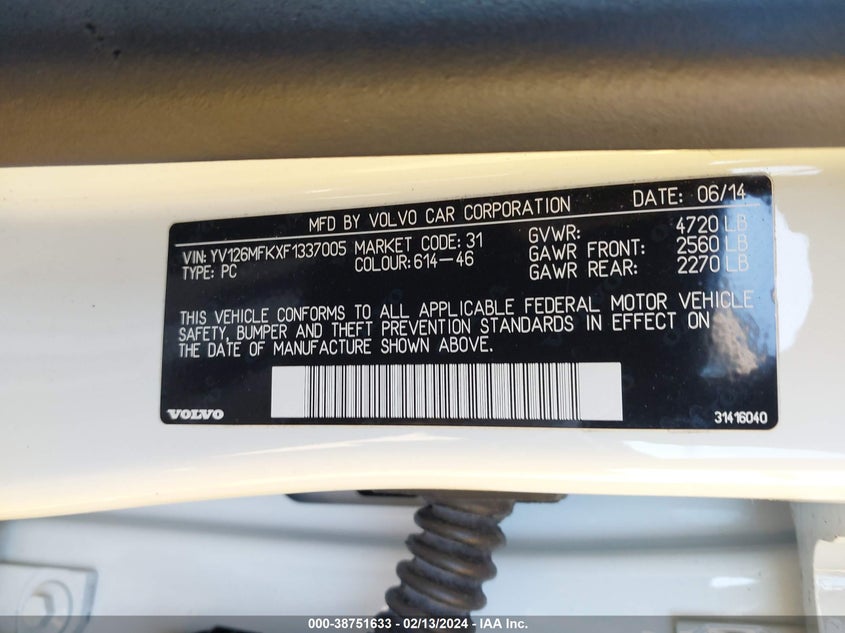 MFD BY VOLVO CAR CORPORATION DATE: 06/14
VIN: YV126MFKXF1337005 MARKET CODE: 31 GVWR: 4720 LB
TYPE: PC COLOUR: 614-46 GAWR FRONT: 2560 LB
GAWR REAR: 2270 LB
THIS VEHICLE CONFORMS TO ALL APPLICABLE FEDERAL MOTOR VEHICLE
SAFETY, BUMPER AND THEFT PREVENTION STANDARDS IN EFFECT ON
THE DATE OF MANUFACTURE SHOWN ABOVE.
VOLVO 31416040
000-38751633 - 02/13/2024 - IAA Inc.